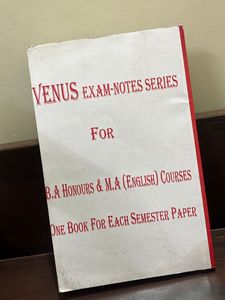 VENUS EXAM-NOTES SERIES
FOR
B.A HONOURS & M.A (ENGLISH) COURSES
ONE BOOK FOR EACH SEMESTER PAPER